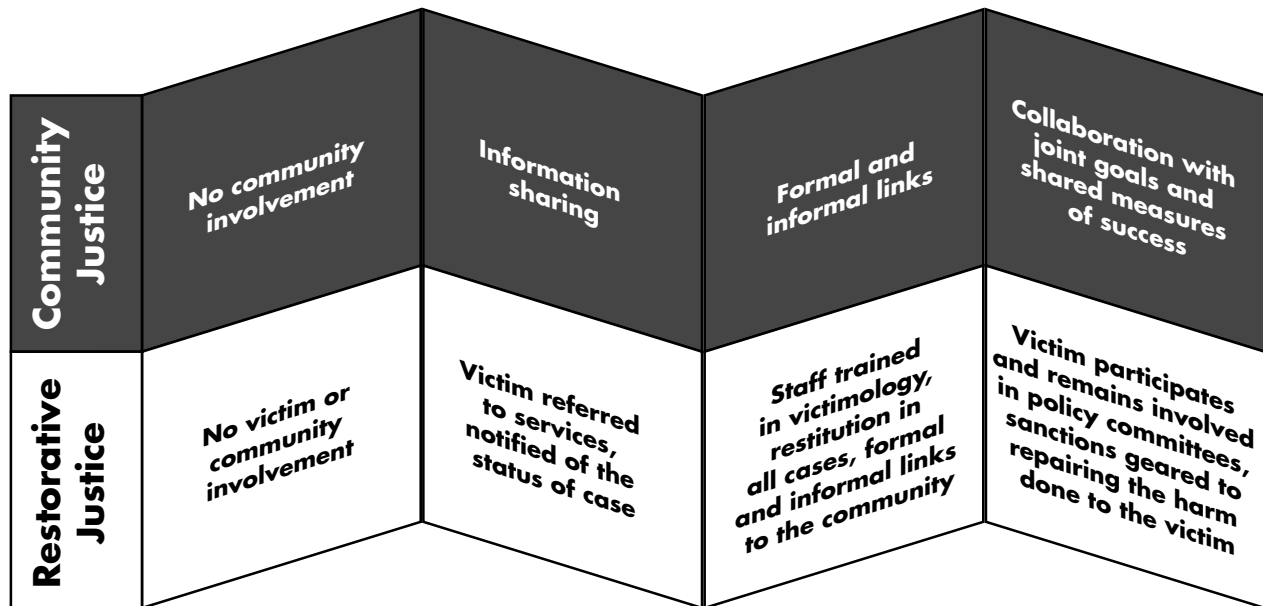 Community
Justice
No community
involvement
Information
sharing
Formal and
informal links
Collaboration with
joint goals and
shared measures
of success
Restorative
Justice
No victim or
community
involvement
Victim referred
to services,
notified of the
status of case
Staff trained
in victimology,
restitution in
all cases, formal
and informal links
to the community
Victim participates
and remains involved
in policy committees,
sanctions geared to
repairing the harm
done to the victim